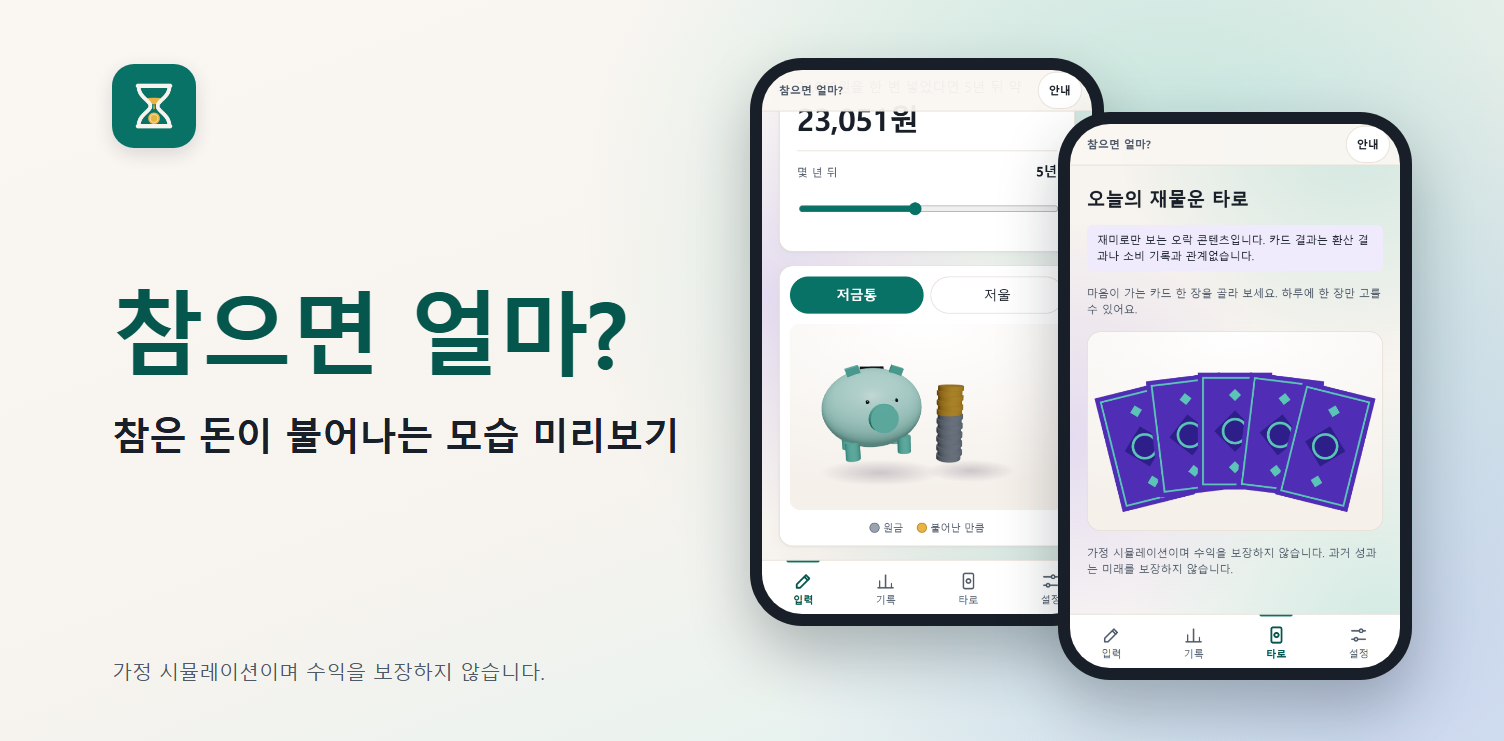 참으면 얼마?
참은 돈이 불어나는 모습 미리보기
가정 시뮬레이션이며 수익을 보장하지 않습니다.
참으면 얼마?
안내
23,051원
몇 년 뒤
5년
저금통
저울
원금
불어난 만큼
입력
기록
타로
설정
참으면 얼마?
안내
오늘의 재물운 타로
재미로만 보는 오락 콘텐츠입니다. 카드 결과는 환산 결
과나 소비 기록과 관계없습니다.
마음이 가는 카드 한 장을 골라 보세요. 하루에 한 장만 고를
수 있어요.
가정 시뮬레이션이며 수익을 보장하지 않습니다. 과거 성과
는 미래를 보장하지 않습니다.
입력
기록
타로
설정